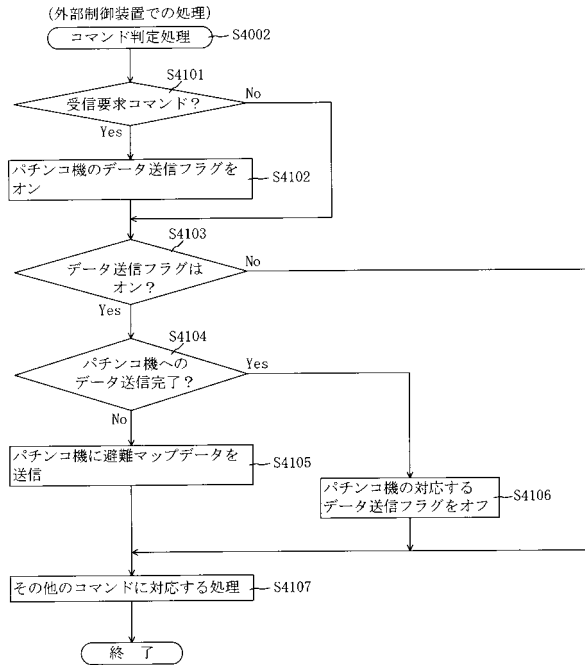 (外部制御装置での処理)
コマンド判定処理
S4002
S4101
受信要求コマンド?
No
Yes
パチンコ機のデータ送信フラグを
オン
S4102
S4103
データ送信フラグは
オン?
No
Yes
S4104
パチンコ機への
データ送信完了?
Yes
No
パチンコ機に避難マップデータを
送信
S4105
パチンコ機の対応する
データ送信フラグをオフ
S4106
その他のコマンドに対応する処理
S4107
終 了